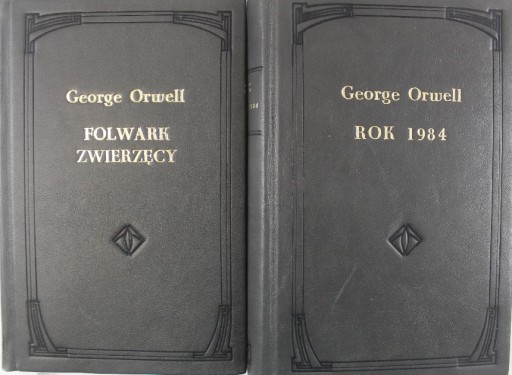 George Orwell
FOLWARK
ZWIERZĘCY
George Orwell
ROK 1984